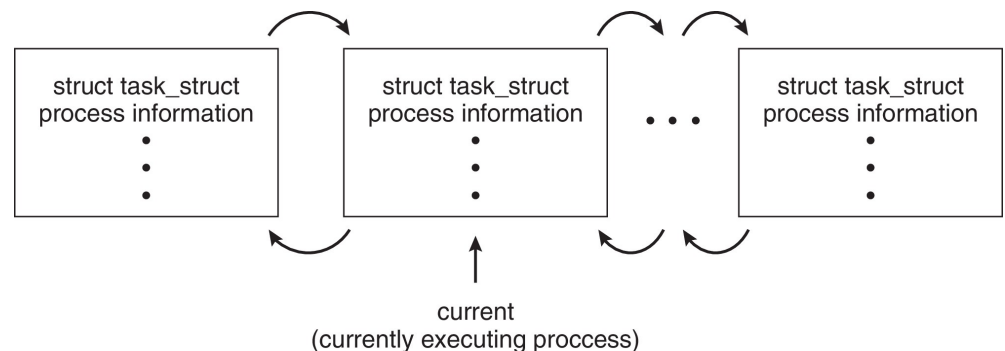 struct task_struct
process information
struct task_struct
process information
struct task_struct
process information
current
(currently executing proccess)